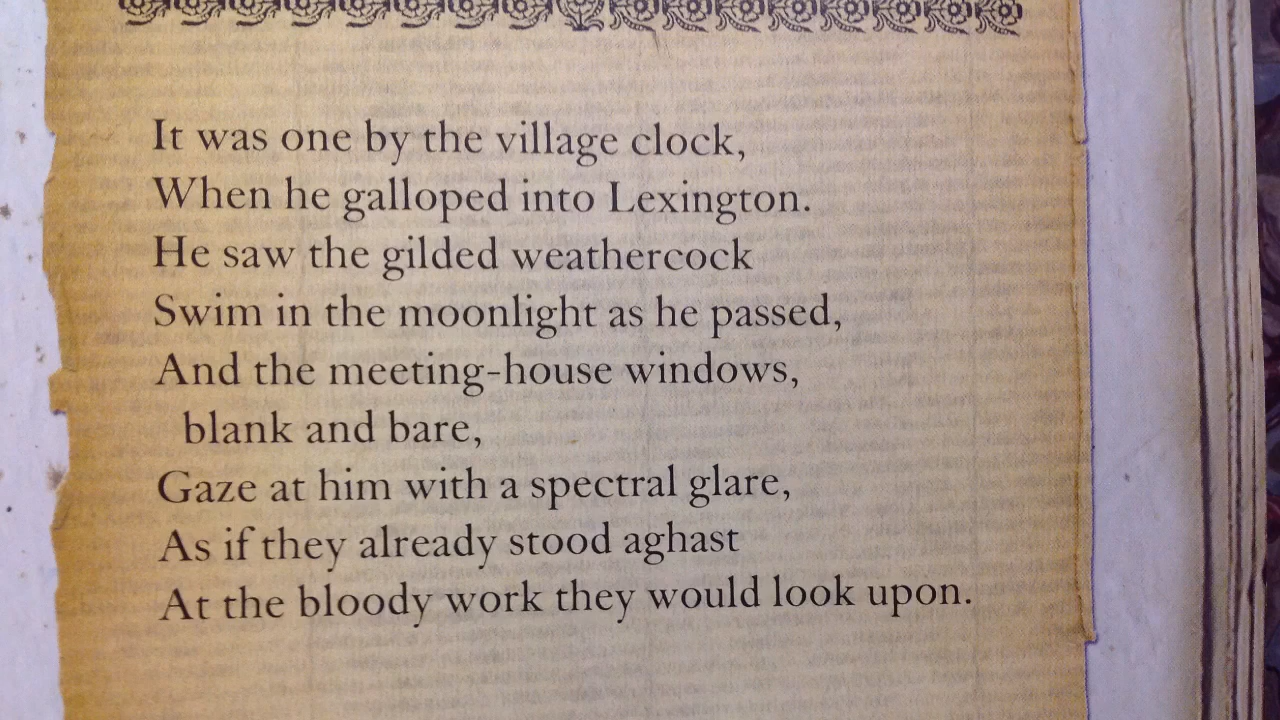 It was one by the village clock,
When he galloped into Lexington.
He saw the gilded weathercock
Swim in the moonlight as he passed,
And the meeting-house windows,
blank and bare,
Gaze at him with a spectral glare,
As if they already stood aghast
At the bloody work they would look upon.